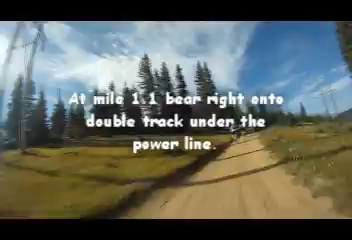 At mile 1.1 bear right onto
double track under the
power line.